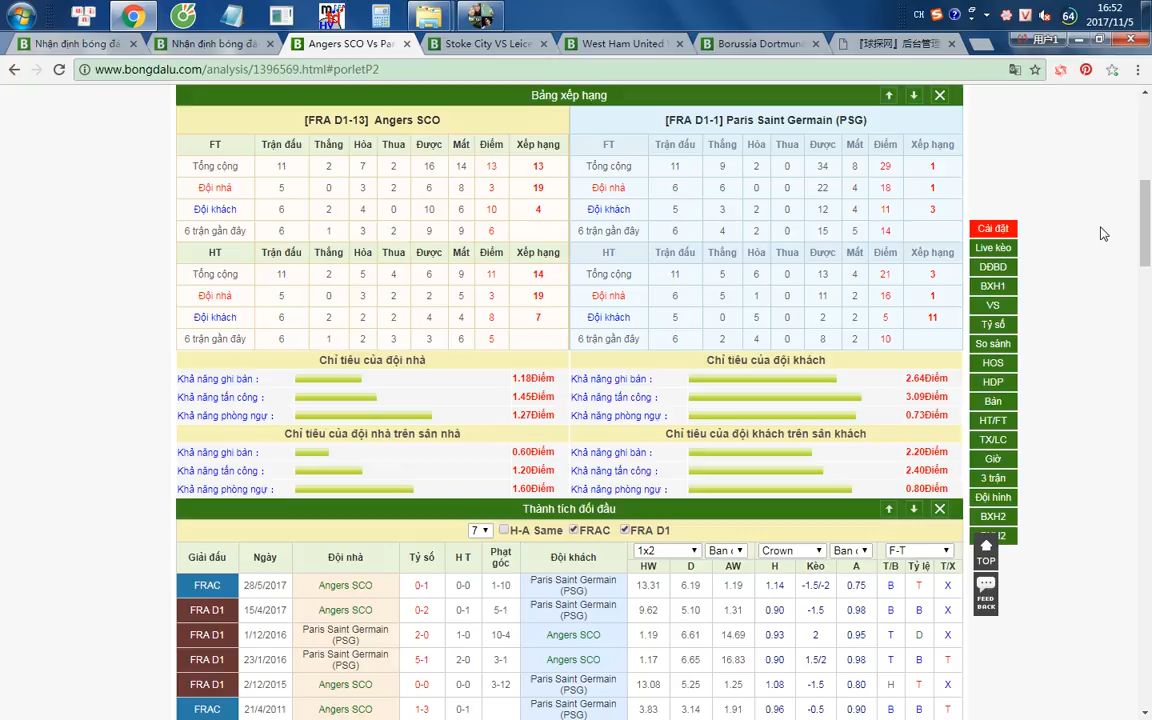 CH
64
16:52
2017/11/5
Nhận định bóng đá
Nhận định bóng đá
Angers SCO Vs Par
Stoke City VS Leice
West Ham United
Borussia Dortmund
『球探网』后台管理
用户1
www.bongdalu.com/analysis/1396569.html#porletP2
Bảng xếp hạng
[FRA D1-13] Angers SCO
[FRA D1-1] Paris Saint Germain (PSG)
FT Trận đấu Thắng Hòa Thua Được Mất Điểm Xếp hạng FT Trận đấu Thắng Hòa Thua Được Mất Điểm Xếp hạng
Tổng cộng 11 2 7 2 16 14 13 13 Tổng cộng 11 9 2 0 34 8 29 1
Đội nhà 5 0 3 2 6 8 3 19 Đội nhà 6 6 0 0 22 4 18 1
Đội khách 6 2 4 0 10 6 10 4 Đội khách 5 3 2 0 12 4 11 3
6 trận gần đây 6 1 3 2 9 9 6 6 trận gần đây 6 4 2 0 15 5 14
HT Trận đấu Thắng Hòa Thua Được Mất Điểm Xếp hạng HT Trận đấu Thắng Hòa Thua Được Mất Điểm Xếp hạng
Tổng cộng 11 2 5 4 6 9 11 14 Tổng cộng 11 5 6 0 13 4 21 3
Đội nhà 5 0 3 2 2 5 3 19 Đội nhà 6 5 1 0 11 2 16 1
Đội khách 6 2 2 2 4 4 8 7 Đội khách 5 0 5 0 2 2 5 11
6 trận gần đây 6 1 2 3 3 6 5 6 trận gần đây 6 2 4 0 8 2 10
Chỉ tiêu của đội nhà Chỉ tiêu của đội khách
Khả năng ghi bán : 1.18Điểm Khả năng ghi bán : 2.64Điểm
Khả năng tấn công : 1.45Điểm Khả năng tấn công : 3.09Điểm
Khả năng phòng ngự : 1.27Điểm Khả năng phòng ngự : 0.73Điểm
Chỉ tiêu của đội nhà trên sân nhà Chỉ tiêu của đội khách trên sân khách
Khả năng ghi bán : 0.60Điểm Khả năng ghi bán : 2.20Điểm
Khả năng tấn công : 1.20Điểm Khả năng tấn công : 2.40Điểm
Khả năng phòng ngự : 1.60Điểm Khả năng phòng ngự : 0.80Điểm
Thành tích đối đầu
7 H-A Same FRAC FRA D1
Giải đấu Ngày Đội nhà Tỷ số H T Phạt góc Đội khách 1x2 Ban c Crown Ban c F-T
HW D AW H Kèo A T/B Tỷ lệ T/X
FRAC 28/5/2017 Angers SCO 0-1 0-0 1-10 Paris Saint Germain (PSG) 13.31 6.19 1.19 1.14 -1.5/-2 0.75 B T X
FRA D1 15/4/2017 Angers SCO 0-2 0-1 5-1 Paris Saint Germain (PSG) 9.62 5.10 1.31 0.90 -1.5 0.98 B B X
FRA D1 1/12/2016 Paris Saint Germain (PSG) 2-0 1-0 10-4 Angers SCO 1.19 6.61 14.69 0.93 2 0.95 T D X
FRA D1 23/1/2016 Paris Saint Germain (PSG) 5-1 2-0 3-1 Angers SCO 1.17 6.65 16.83 0.90 1.5/2 0.98 T B T
FRA D1 2/12/2015 Angers SCO 0-0 0-0 3-12 Paris Saint Germain (PSG) 13.08 5.25 1.25 1.08 -1.5 0.80 H T X
FRAC 21/4/2011 Angers SCO 1-3 0-1 Paris Saint Germain (PSG) 3.83 3.14 1.91 0.96 -0.5 0.90 B B T
Cài đặt
Live kèo
DĐBD
BXH1
VS
Tỷ số
So sánh
HOS
HDP
Bàn
HT/FT
TX/LC
Giờ
3 trận
Đội hình
BXH2
TOP
FEED
BACK